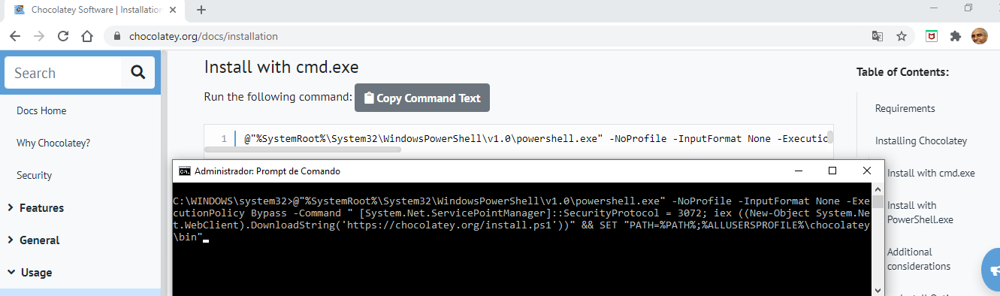 Chocolatey Software | Installation
chocolatey.org/docs/installation
Search
Docs Home
Why Chocolatey?
Security
Features
General
Usage
Install with cmd.exe
Run the following command: Copy Command Text
1 @"%SystemRoot%\System32\WindowsPowerShell\v1.0\powershell.exe" -NoProfile -InputFormat None -Executio
Administrador: Prompt de Comando
C:\WINDOWS\system32>@"%SystemRoot%\System32\WindowsPowerShell\v1.0\powershell.exe" -NoProfile -InputFormat None -Exe
cutionPolicy Bypass -Command " [System.Net.ServicePointManager]::SecurityProtocol = 3072; iex ((New-Object System.Ne
t.WebClient).DownloadString('https://chocolatey.org/install.ps1'))" && SET "PATH=%PATH%;%ALLUSERSPROFILE%\chocolatey
\bin"
Table of Contents:
Requirements
Installing Chocolatey
Install with cmd.exe
Install with
PowerShell.exe
Additional
considerations